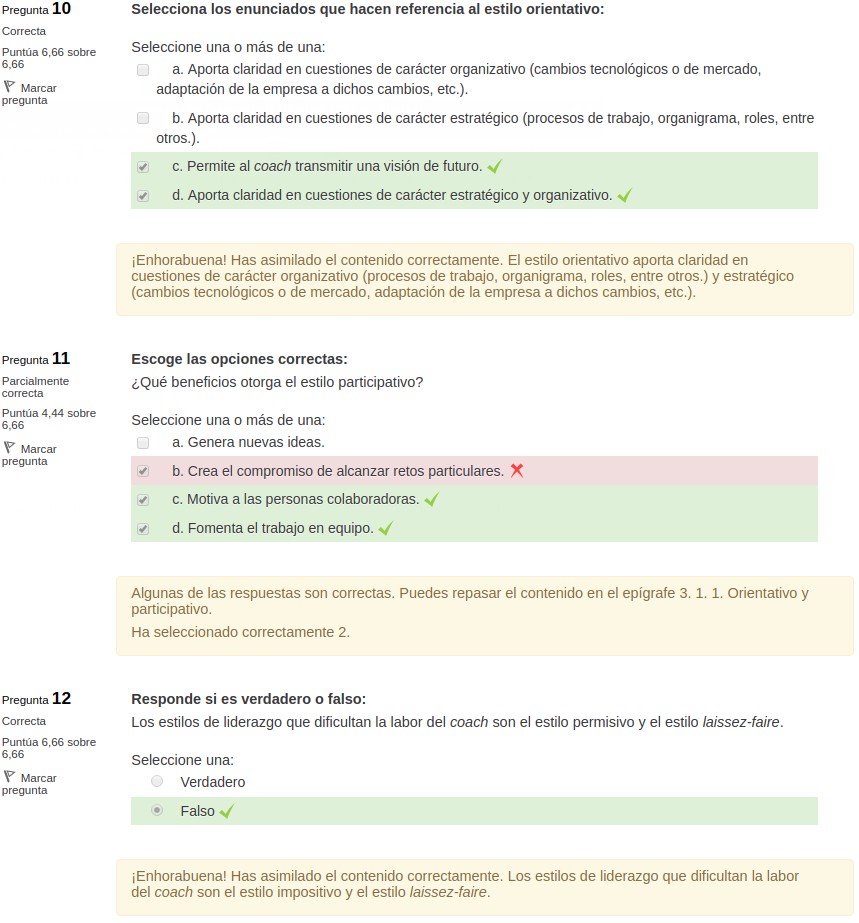 Pregunta 10
Correcta
Puntúa 6,66 sobre
6,66
Marcar
pregunta
Selecciona los enunciados que hacen referencia al estilo orientativo:
Seleccione una o más de una:
a. Aporta claridad en cuestiones de carácter organizativo (cambios tecnológicos o de mercado,
adaptación de la empresa a dichos cambios, etc.).
b. Aporta claridad en cuestiones de carácter estratégico (procesos de trabajo, organigrama, roles, entre
otros.).
c. Permite al coach transmitir una visión de futuro.
d. Aporta claridad en cuestiones de carácter estratégico y organizativo.
¡Enhorabuena! Has asimilado el contenido correctamente. El estilo orientativo aporta claridad en
cuestiones de carácter organizativo (procesos de trabajo, organigrama, roles, entre otros.) y estratégico
(cambios tecnológicos o de mercado, adaptación de la empresa a dichos cambios, etc.).
Pregunta 11
Parcialmente
correcta
Puntúa 4,44 sobre
6,66
Marcar
pregunta
Escoge las opciones correctas:
¿Qué beneficios otorga el estilo participativo?
Seleccione una o más de una:
a. Genera nuevas ideas.
b. Crea el compromiso de alcanzar retos particulares.
c. Motiva a las personas colaboradoras.
d. Fomenta el trabajo en equipo.
Algunas de las respuestas son correctas. Puedes repasar el contenido en el epígrafe 3. 1. 1. Orientativo y
participativo.
Ha seleccionado correctamente 2.
Pregunta 12
Correcta
Puntúa 6,66 sobre
6,66
Marcar
pregunta
Responde si es verdadero o falso:
Los estilos de liderazgo que dificultan la labor del coach son el estilo permisivo y el estilo laissez-faire.
Seleccione una:
Verdadero
Falso
¡Enhorabuena! Has asimilado el contenido correctamente. Los estilos de liderazgo que dificultan la labor
del coach son el estilo impositivo y el estilo laissez-faire.